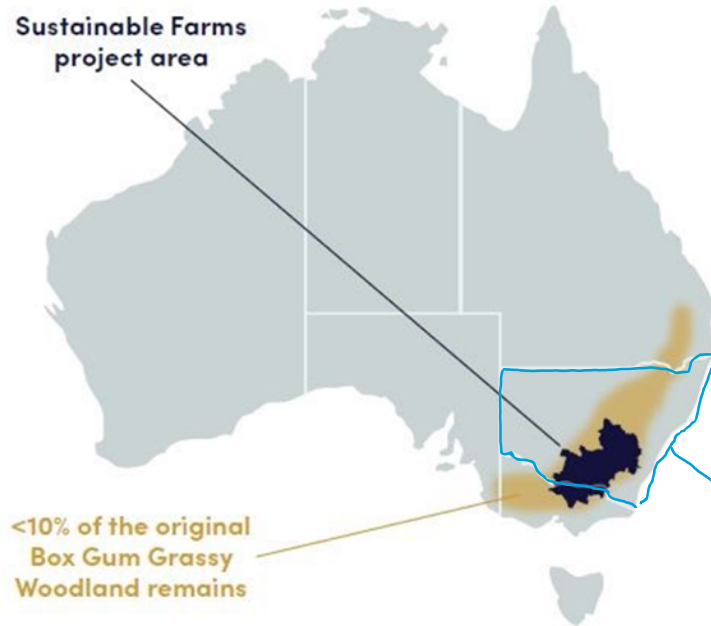 Sustainable Farms
project area
<10% of the original
Box Gum Grassy
Woodland remains